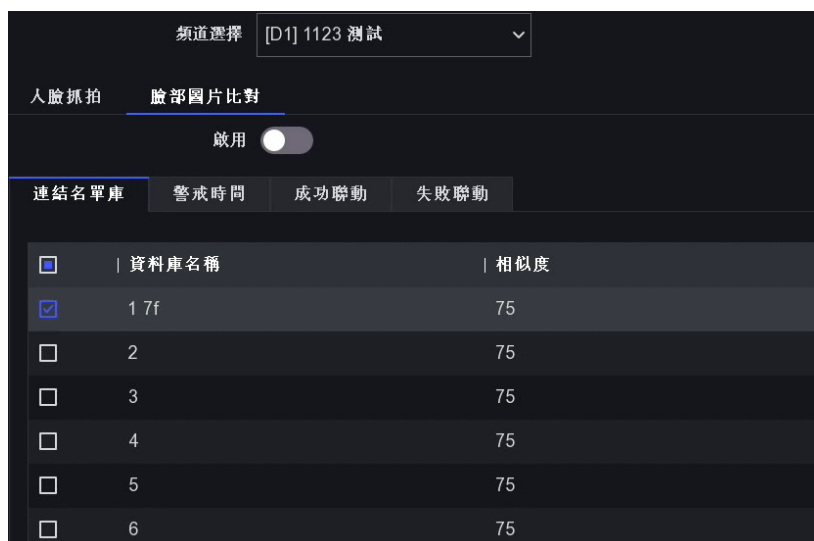 頻道選擇 [D1] 1123 測試
人臉抓拍 臉部圖片比對
啟用
連結名單庫 警戒時間 成功聯動 失敗聯動
| 資料庫名稱 | 相似度
1 7f 75
2 75
3 75
4 75
5 75
6 75